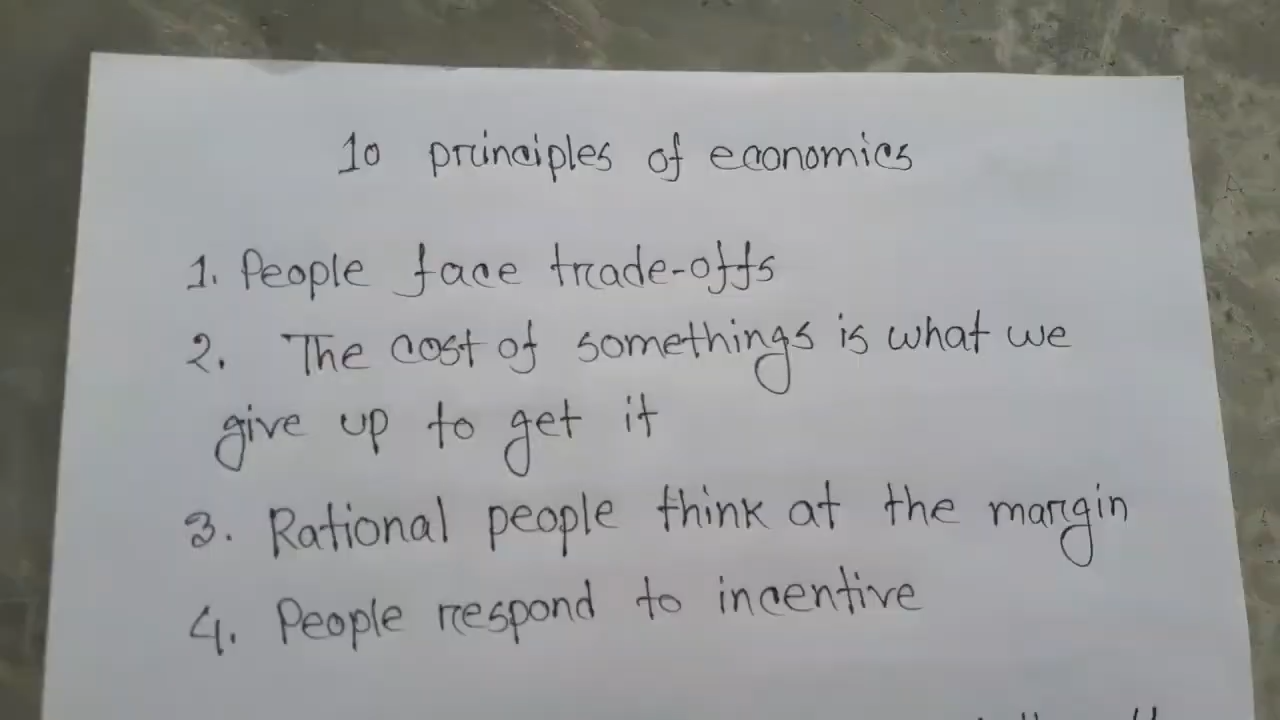 10 principles of economics
1. People face trade-offs
2. The cost of somethings is what we
give up to get it
3. Rational people think at the margin
4. People respond to incentive